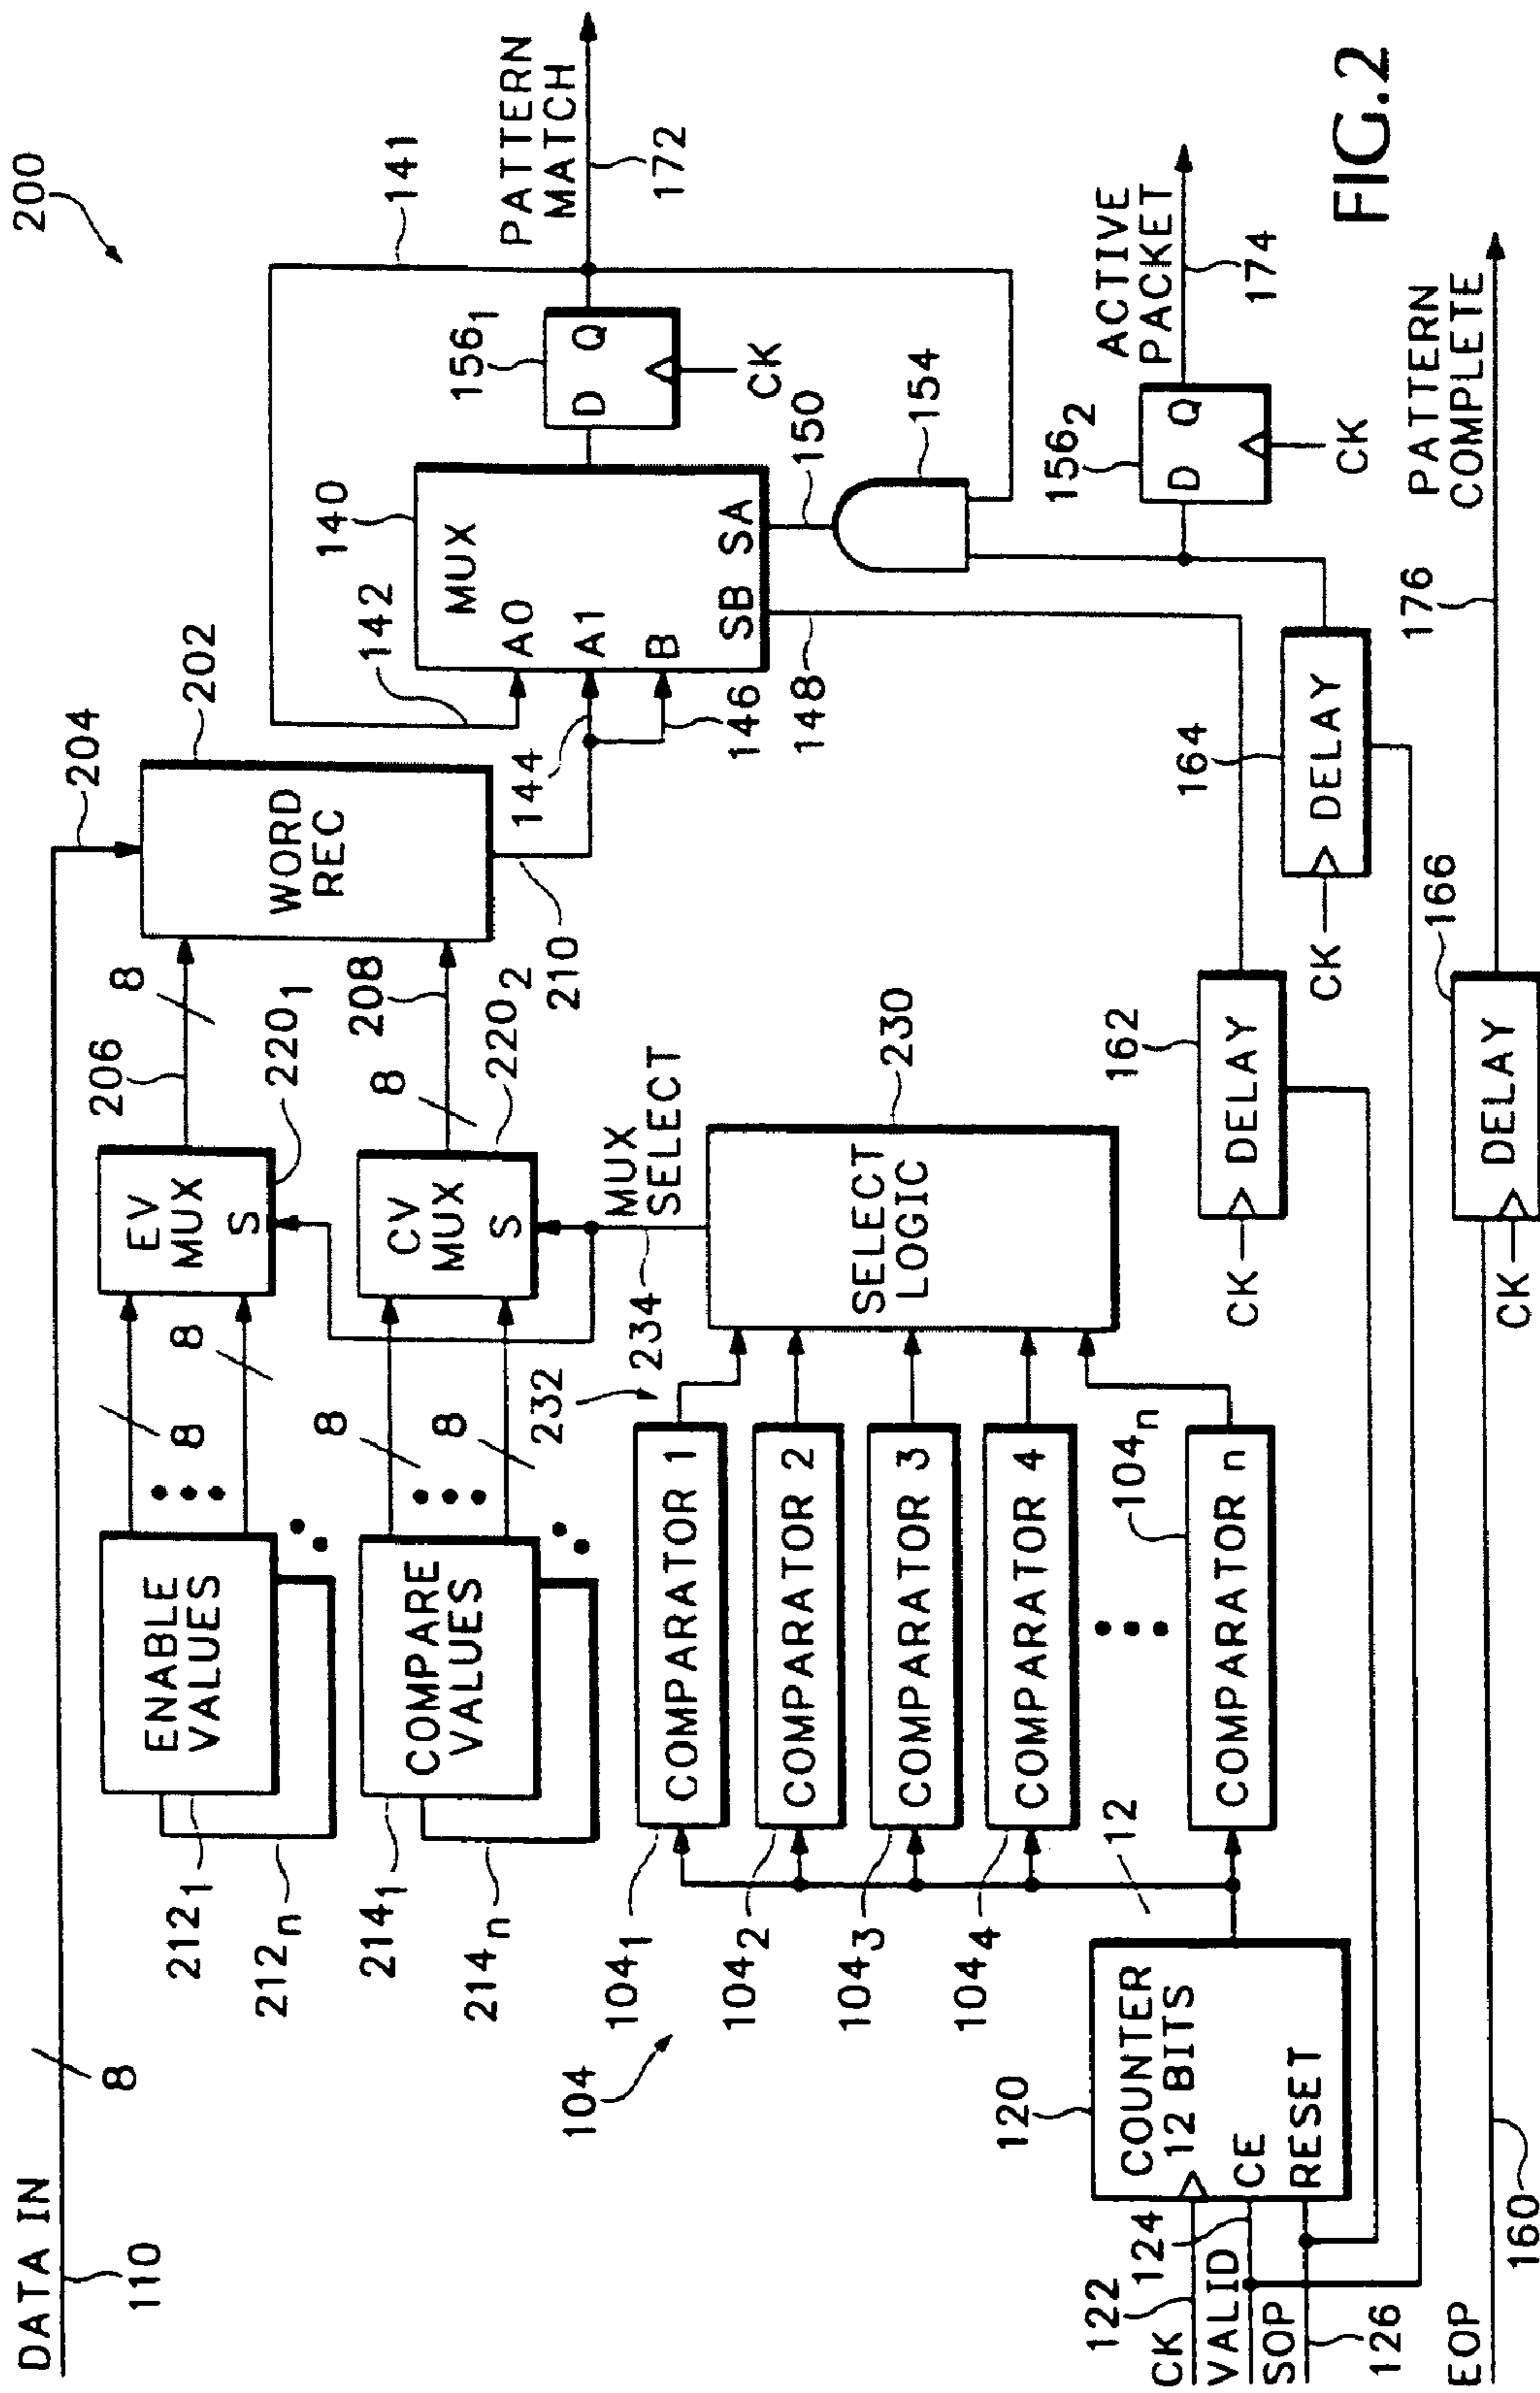 200
DATA IN
110
8
204
202
WORD
REC
206
8
EV
MUX
S
220₁
8
8
ENABLE
VALUES
212₁
212ₙ
208
8
CV
MUX
S
220₂
8
8
COMPARE
VALUES
214₁
214ₙ
210
142
144
146
140
MUX
A0
A1
B
SB SA
148
150
154
141
156₁
D Q
CK
PATTERN
MATCH
172
MUX
SELECT
234
232
SELECT
LOGIC
230
104
104₁
COMPARATOR 1
104₂
COMPARATOR 2
104₃
COMPARATOR 3
104₄
COMPARATOR 4
104ₙ
COMPARATOR n
12
120
COUNTER
12 BITS
CE
RESET
122
CK
124
VALID
SOP
126
162
CK
DELAY
164
CK
DELAY
156₂
D Q
CK
ACTIVE
PACKET
174
EOP
160
166
CK
DELAY
176
PATTERN
COMPLETE
FIG.2